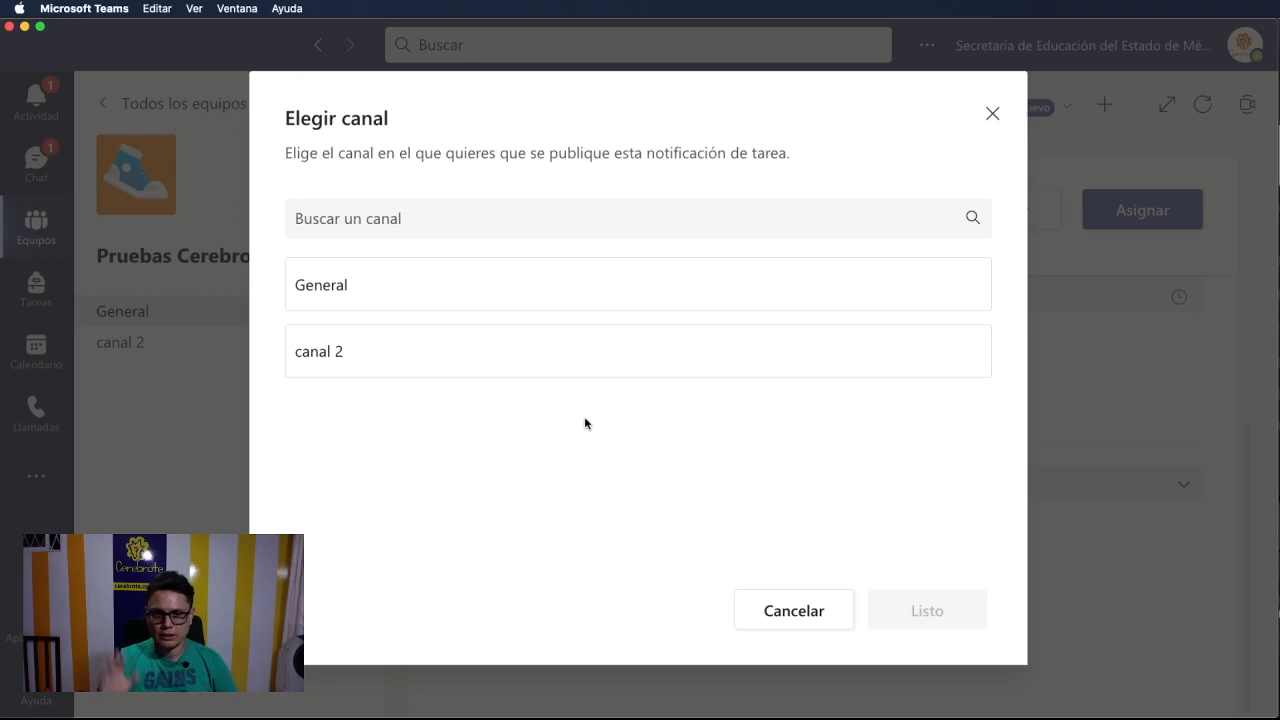 Microsoft Teams Editar Ver Ventana Ayuda
Buscar
Secretaría de Educación del Estado de Mé...
1
Actividad
1
Chat
Equipos
Tareas
Calendario
Llamadas
Ayuda
Todos los equipos
Pruebas Cerebro
General
canal 2
Elegir canal
Elige el canal en el que quieres que se publique esta notificación de tarea.
Buscar un canal
General
canal 2
Cancelar
Listo
Asignar
Cerebrote